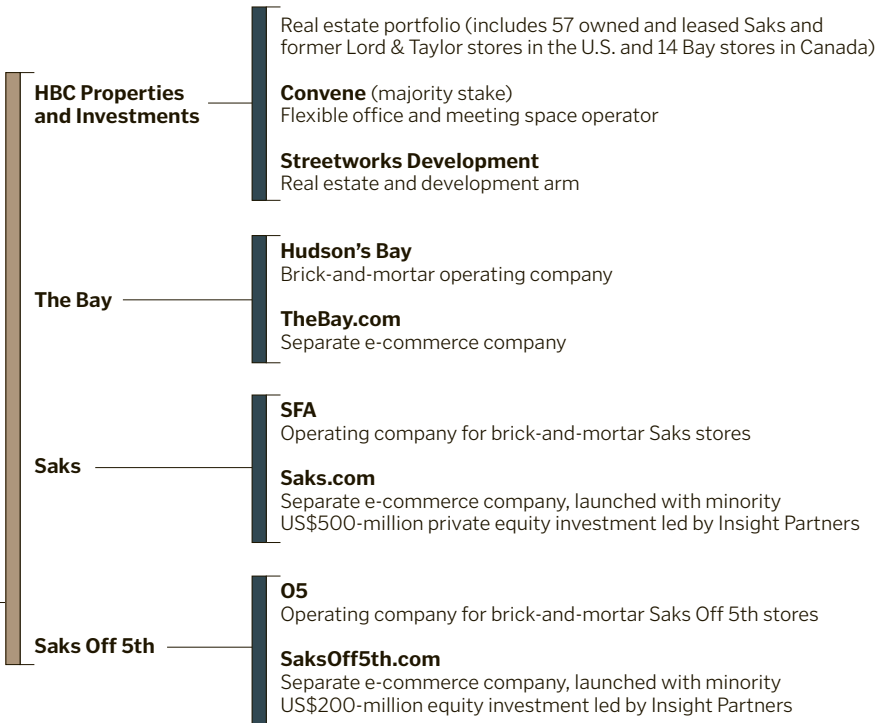 Real estate portfolio (includes 57 owned and leased Saks and
former Lord & Taylor stores in the U.S. and 14 Bay stores in Canada)
HBC Properties
and Investments
Convene (majority stake)
Flexible office and meeting space operator
Streetworks Development
Real estate and development arm
The Bay
Hudson’s Bay
Brick-and-mortar operating company
TheBay.com
Separate e-commerce company
Saks
SFA
Operating company for brick-and-mortar Saks stores
Saks.com
Separate e-commerce company, launched with minority
US$500-million private equity investment led by Insight Partners
Saks Off 5th
O5
Operating company for brick-and-mortar Saks Off 5th stores
SaksOff5th.com
Separate e-commerce company, launched with minority
US$200-million equity investment led by Insight Partners